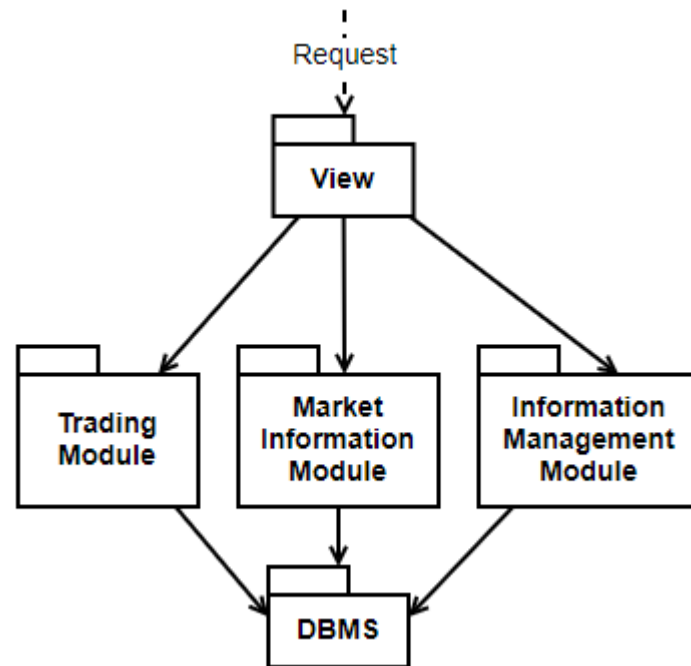 Request
View
Trading
Module
Market
Information
Module
Information
Management
Module
DBMS